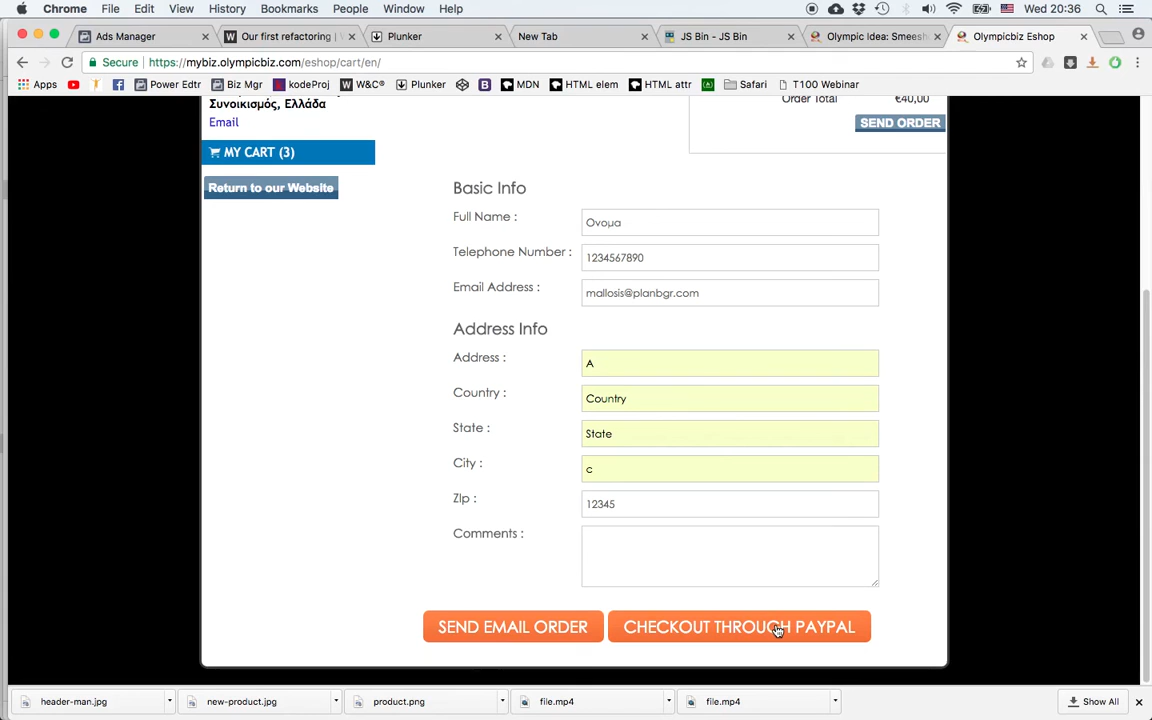 Chrome File Edit View History Bookmarks People Window Help Wed 20:36
Ads Manager
Our first refactoring |
Plunker
New Tab
JS Bin - JS Bin
Olympic Idea: Smeesh
Olympicbiz Eshop
Secure https://mybiz.olympicbiz.com/eshop/cart/en/
Apps Power Edtr Biz Mgr kodeProj W&C® Plunker MDN HTML elem HTML attr Safari T100 Webinar
Συνοικισμός, Ελλάδα
Email
Order Total €40,00
SEND ORDER
MY CART (3)
Return to our Website
Basic Info
Full Name : Ονομα
Telephone Number : 1234567890
Email Address : mallosis@planbgr.com
Address Info
Address : A
Country : Country
State : State
City : c
ZIp : 12345
Comments :
SEND EMAIL ORDER CHECKOUT THROUGH PAYPAL
header-man.jpg new-product.jpg product.png file.mp4 file.mp4 Show All